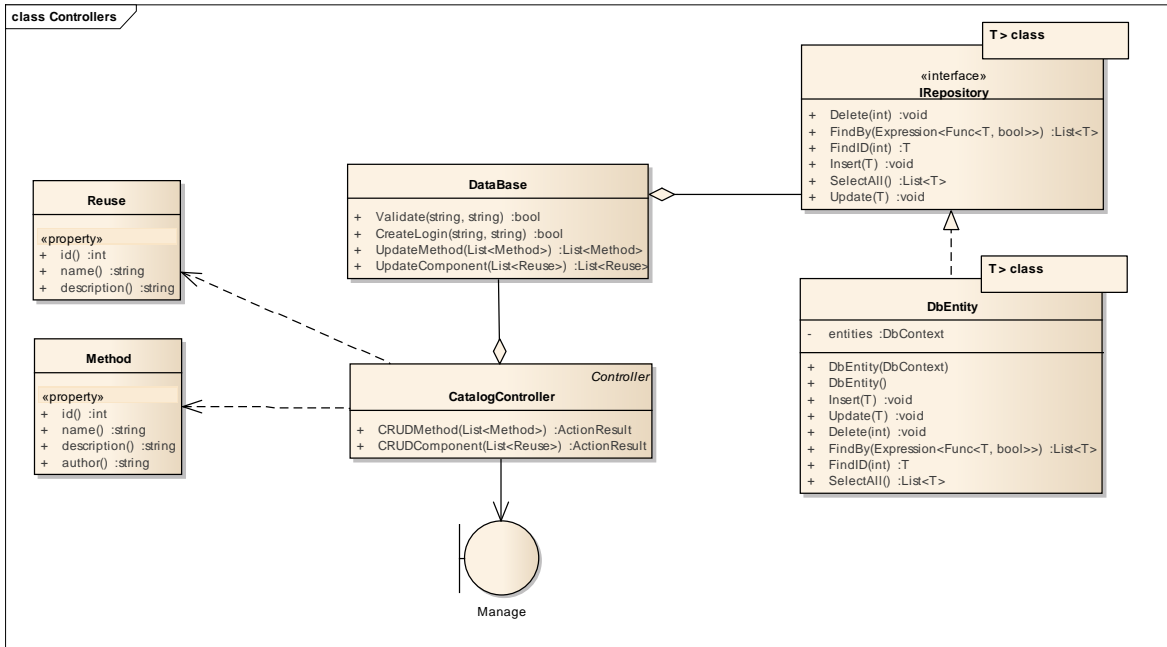 class Controllers
T > class
«interface»
IRepository
+ Delete(int) :void
+ FindBy(Expression<Func<T, bool>>) :List<T>
+ FindID(int) :T
+ Insert(T) :void
+ SelectAll() :List<T>
+ Update(T) :void
DataBase
+ Validate(string, string) :bool
+ CreateLogin(string, string) :bool
+ UpdateMethod(List<Method>) :List<Method>
+ UpdateComponent(List<Reuse>) :List<Reuse>
Reuse
«property»
+ id() :int
+ name() :string
+ description() :string
T > class
DbEntity
- entities :DbContext
+ DbEntity(DbContext)
+ DbEntity()
+ Insert(T) :void
+ Update(T) :void
+ Delete(int) :void
+ FindBy(Expression<Func<T, bool>>) :List<T>
+ FindID(int) :T
+ SelectAll() :List<T>
Method
«property»
+ id() :int
+ name() :string
+ description() :string
+ author() :string
Controller
CatalogController
+ CRUDMethod(List<Method>) :ActionResult
+ CRUDComponent(List<Reuse>) :ActionResult
Manage